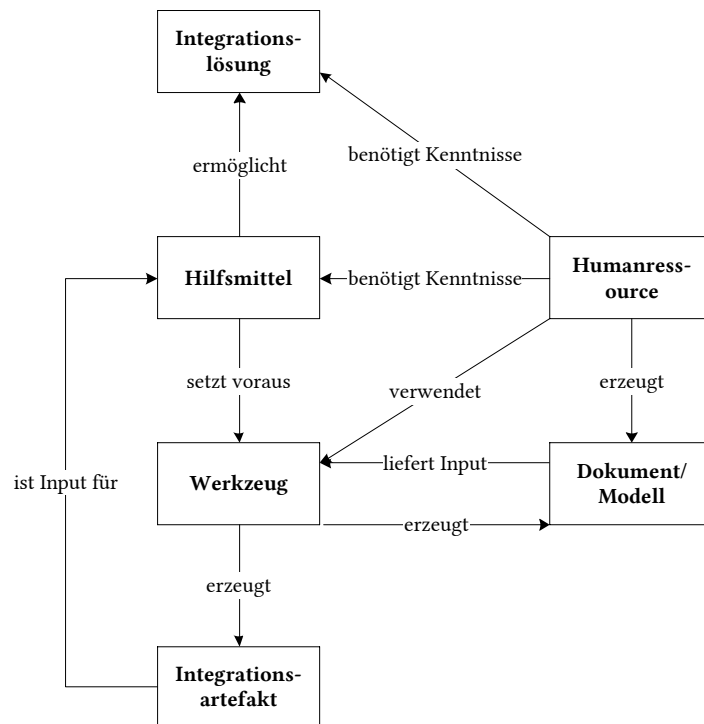 Integrations-
lösung
benötigt Kenntnisse
ermöglicht
Hilfsmittel
benötigt Kenntnisse
Humanress-
ource
setzt voraus
verwendet
erzeugt
ist Input für
Werkzeug
liefert Input
Dokument/
Modell
erzeugt
erzeugt
Integrations-
artefakt